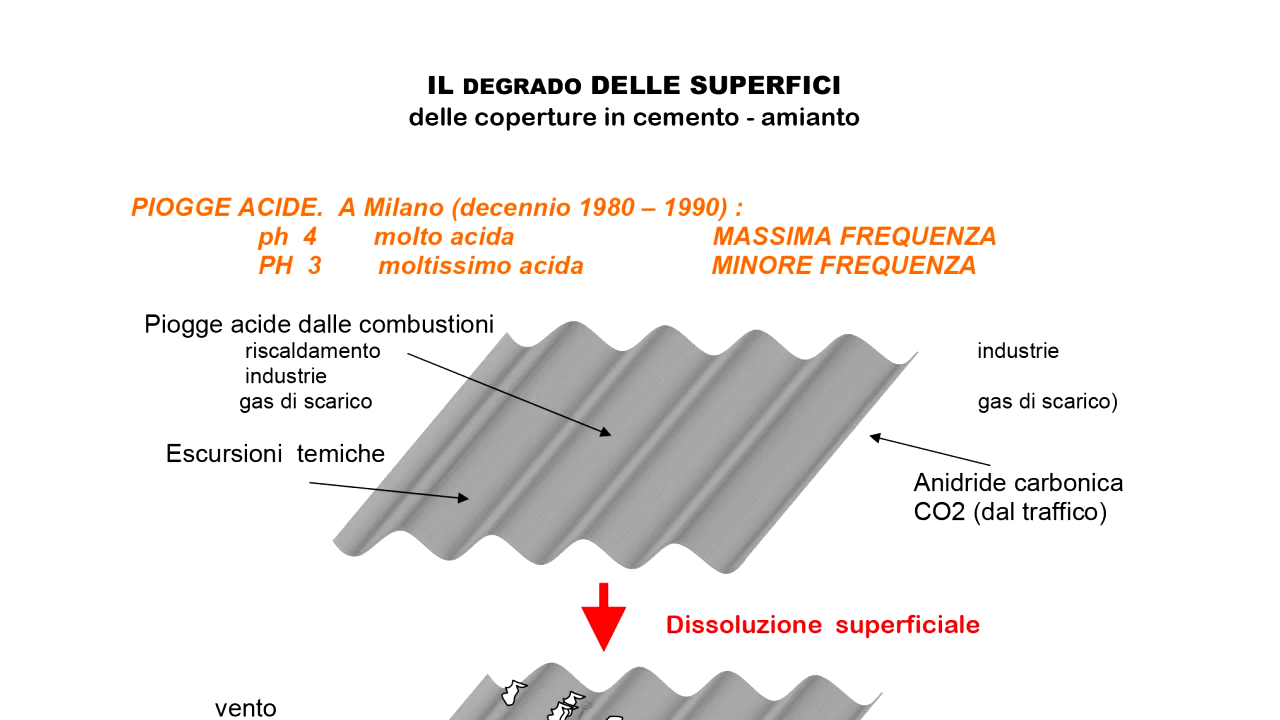 IL DEGRADO DELLE SUPERFICI
delle coperture in cemento - amianto
PIOGGE ACIDE. A Milano (decennio 1980 – 1990) :
ph 4 molto acida MASSIMA FREQUENZA
PH 3 moltissimo acida MINORE FREQUENZA
Piogge acide dalle combustioni
riscaldamento industrie
industrie
gas di scarico gas di scarico)
Escursioni temiche
Anidride carbonica
CO2 (dal traffico)
Dissoluzione superficiale
vento